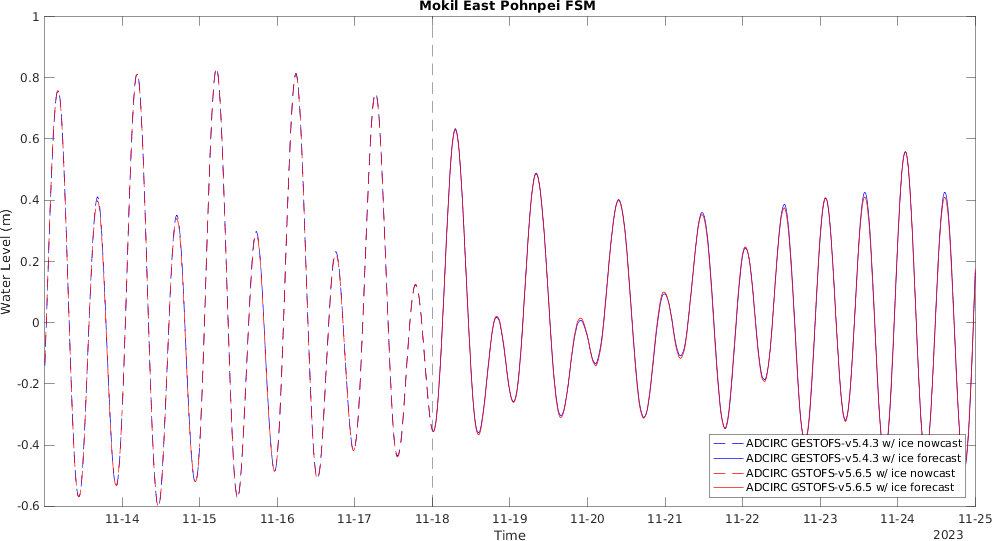 Mokil East Pohnpei FSM
1
0.8
0.6
0.4
0.2
0
-0.2
-0.4
-0.6
Water Level (m)
ADCIRC GESTOFS-v5.4.3 w/ ice nowcast
ADCIRC GESTOFS-v5.4.3 w/ ice forecast
ADCIRC GSTOFS-v5.6.5 w/ ice nowcast
ADCIRC GSTOFS-v5.6.5 w/ ice forecast
11-14 11-15 11-16 11-17 11-18 11-19 11-20 11-21 11-22 11-23 11-24 11-25
Time
2023